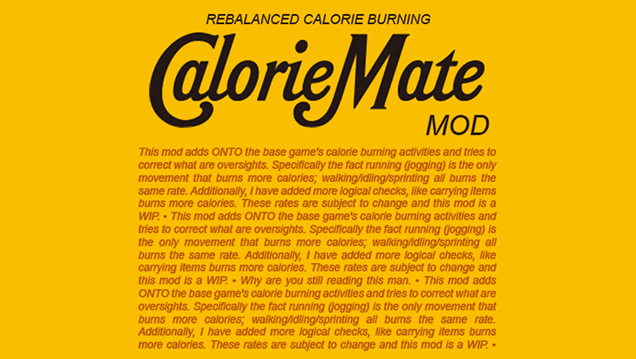 REBALANCED CALORIE BURNING
CalorieMate
MOD
This mod adds ONTO the base game's calorie burning activities and tries to
correct what are oversights. Specifically the fact running (jogging) is the only
movement that burns more calories; walking/idling/sprinting all burns the
same rate. Additionally, I have added more logical checks, like carrying items
burns more calories. These rates are subject to change and this mod is a
WIP. • This mod adds ONTO the base game's calorie burning activities and
tries to correct what are oversights. Specifically the fact running (jogging) is
the only movement that burns more calories; walking/idling/sprinting all
burns the same rate. Additionally, I have added more logical checks, like
carrying items burns more calories. These rates are subject to change and
this mod is a WIP. • Why are you still reading this man. • This mod adds
ONTO the base game's calorie burning activities and tries to correct what are
oversights. Specifically the fact running (jogging) is the only movement that
burns more calories; walking/idling/sprinting all burns the same rate.
Additionally, I have added more logical checks, like carrying items burns
more calories. These rates are subject to change and this mod is a WIP. •